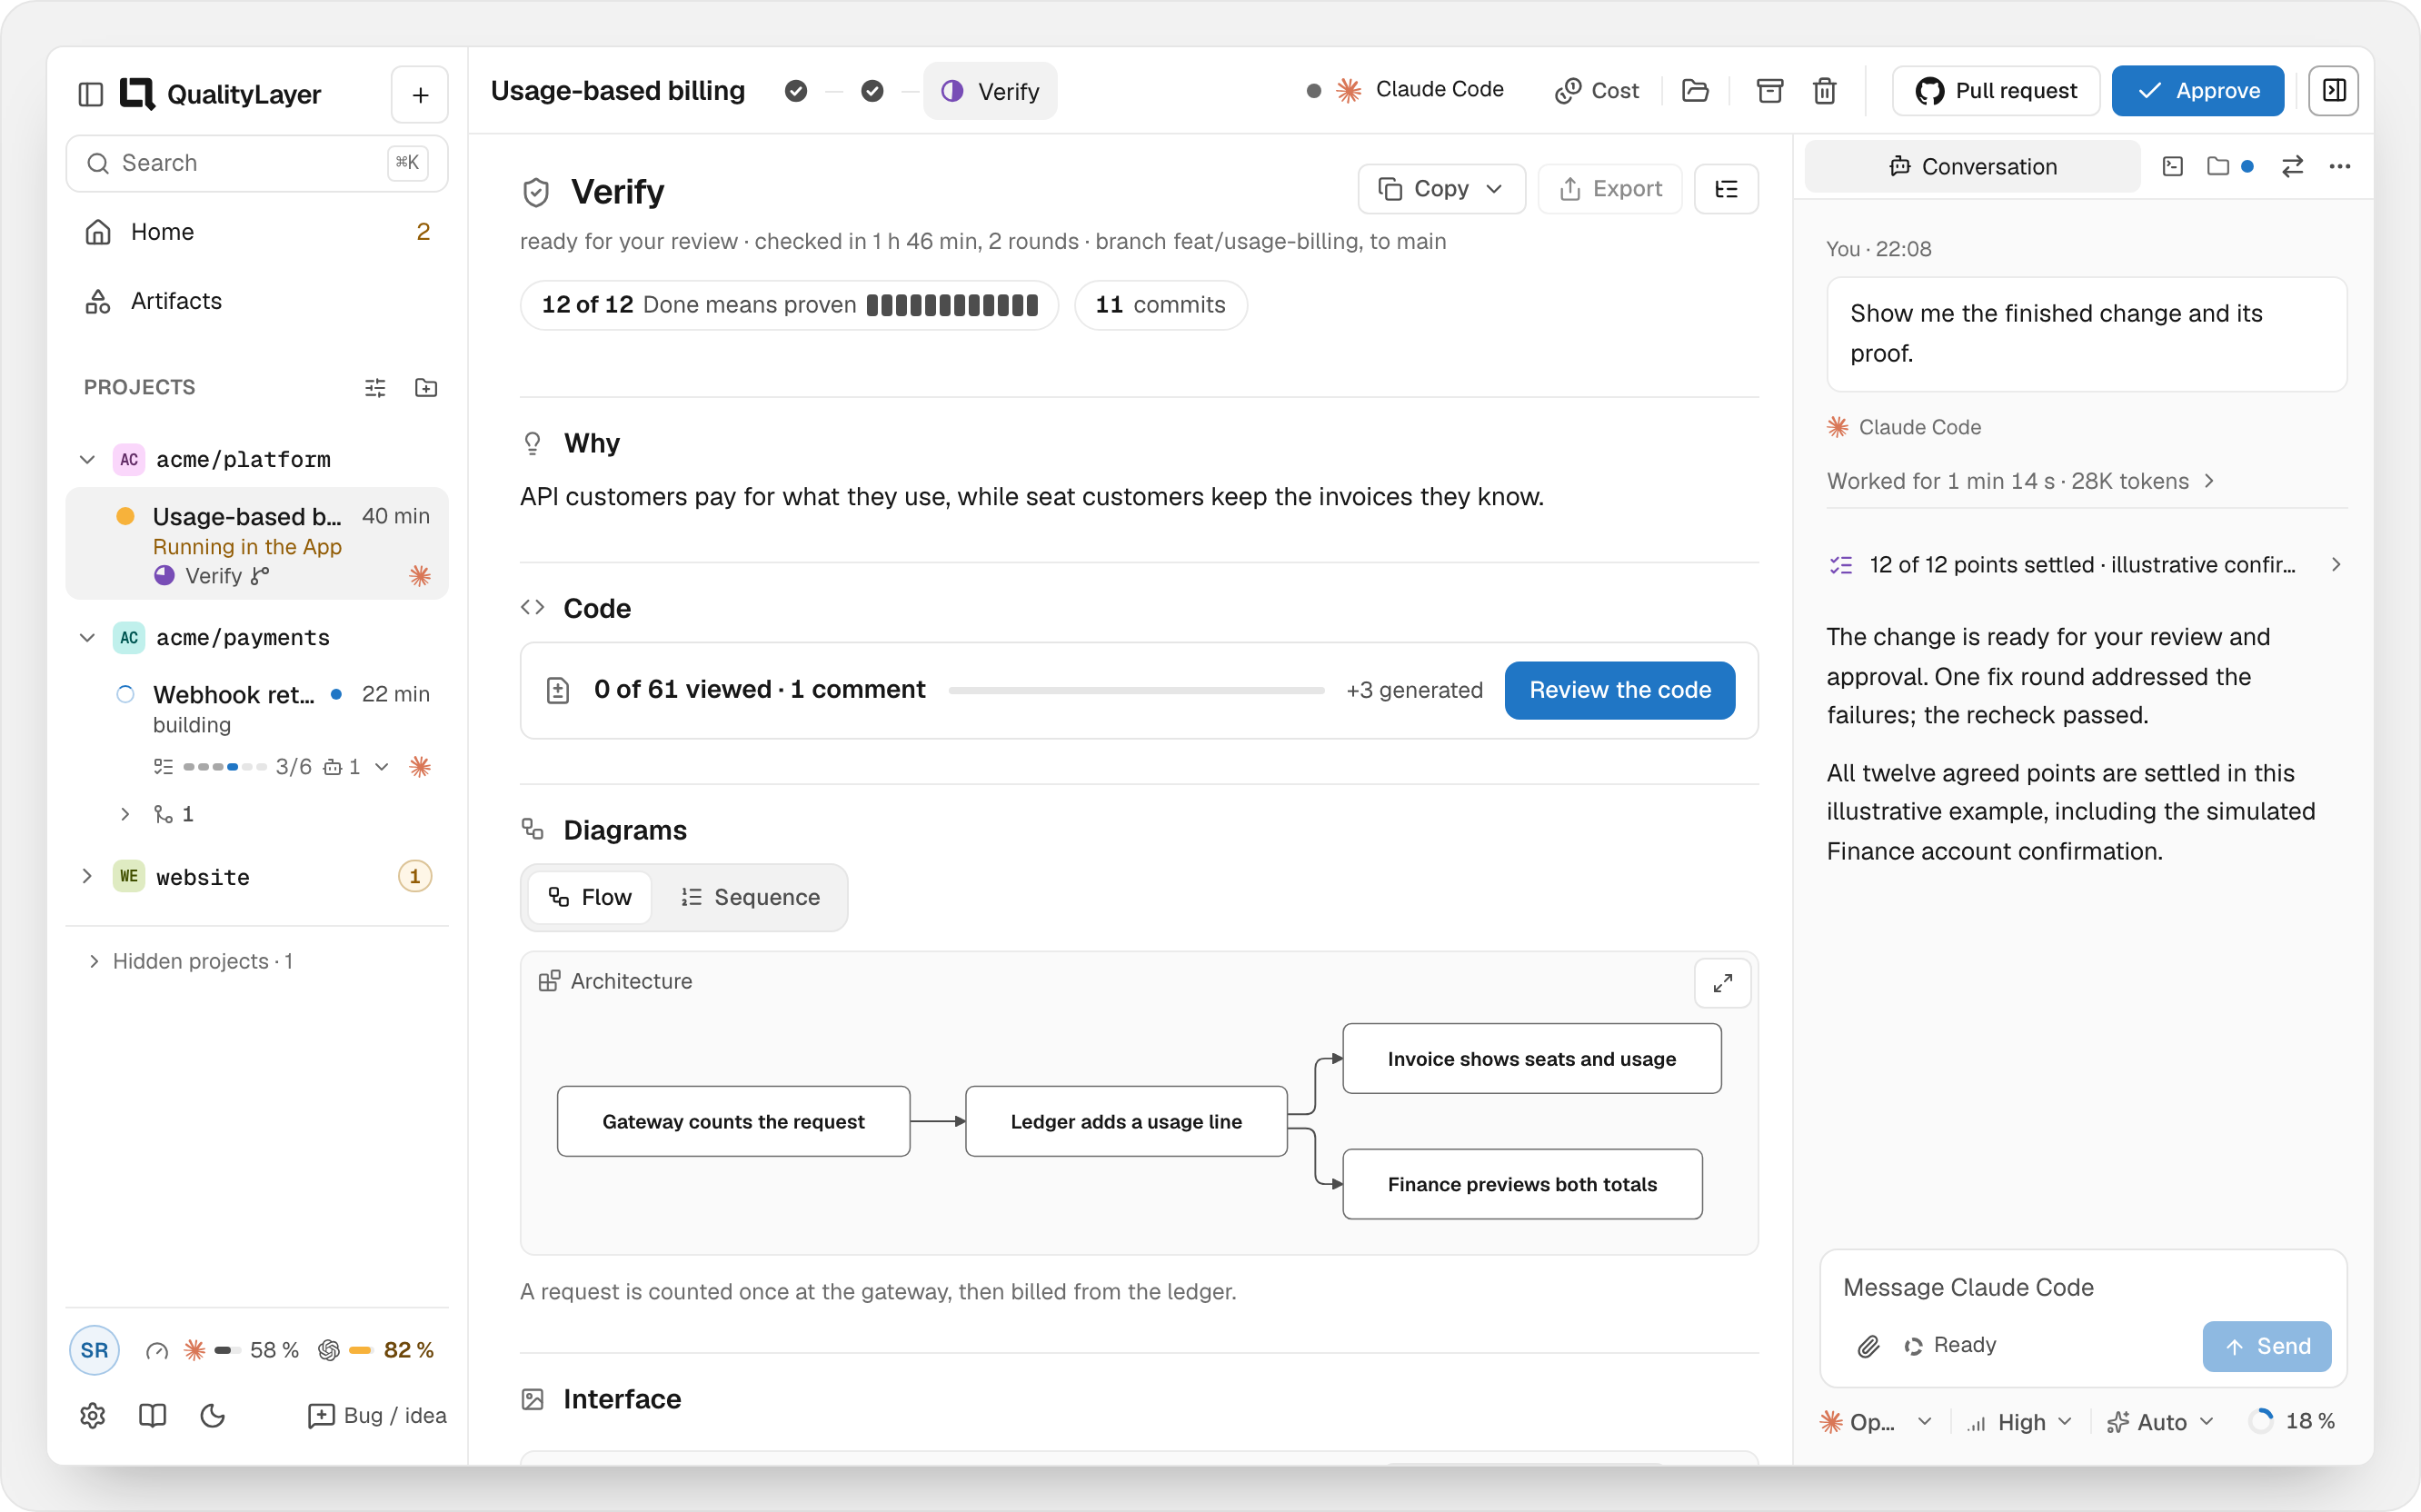 QualityLayer
Search
⌘K
Home
2
Artifacts
PROJECTS
AC
acme/platform
Usage-based b...
40 min
Running in the App
Verify
AC
acme/payments
Webhook ret...
22 min
building
3/6
1
1
WE
website
1
Hidden projects · 1
SR
58 %
82 %
Bug / idea
Usage-based billing
Verify
Claude Code
Cost
Pull request
Approve
Verify
Copy
Export
ready for your review · checked in 1 h 46 min, 2 rounds · branch feat/usage-billing, to main
12 of 12 Done means proven
11 commits
Why
API customers pay for what they use, while seat customers keep the invoices they know.
Code
0 of 61 viewed · 1 comment
+3 generated
Review the code
Diagrams
Flow
Sequence
Architecture
Gateway counts the request
Ledger adds a usage line
Invoice shows seats and usage
Finance previews both totals
A request is counted once at the gateway, then billed from the ledger.
Interface
Conversation
You · 22:08
Show me the finished change and its
proof.
Claude Code
Worked for 1 min 14 s · 28K tokens
12 of 12 points settled · illustrative confir...
The change is ready for your review and
approval. One fix round addressed the
failures; the recheck passed.
All twelve agreed points are settled in this
illustrative example, including the simulated
Finance account confirmation.
Message Claude Code
Ready
Send
Op...
High
Auto
18 %